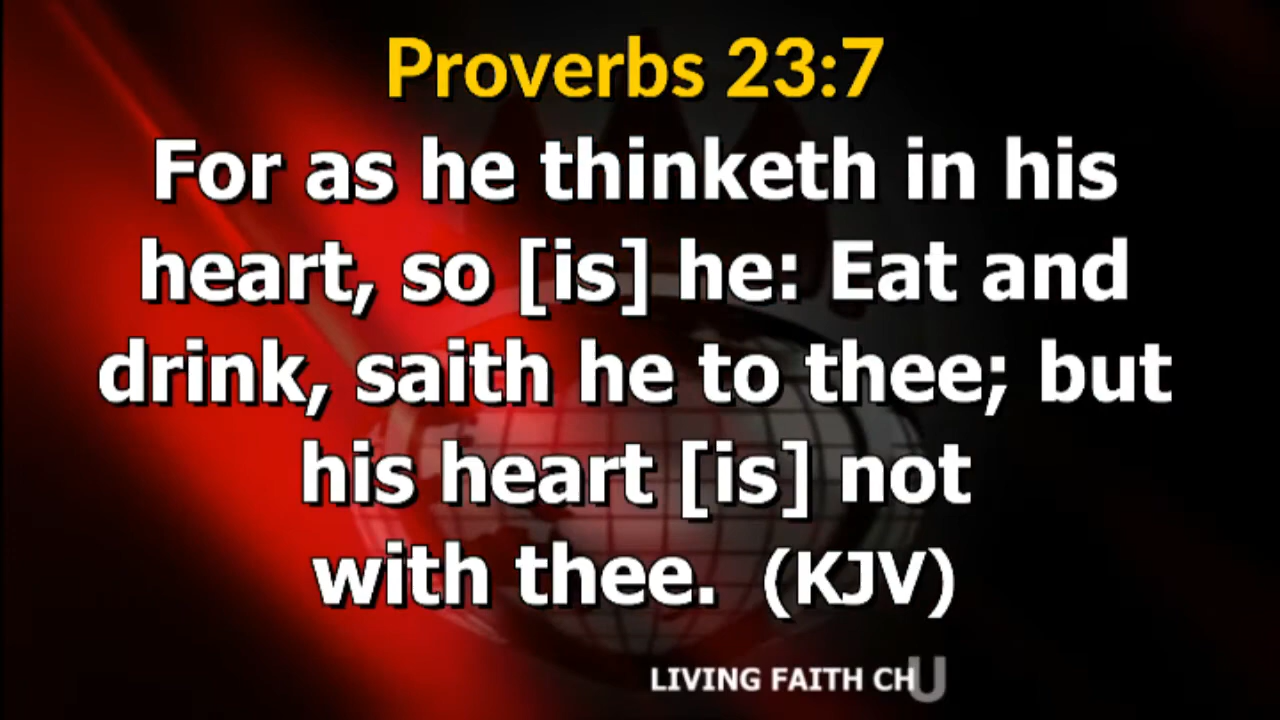 Proverbs 23:7
For as he thinketh in his
heart, so [is] he: Eat and
drink, saith he to thee; but
his heart [is] not
with thee. (KJV)
LIVING FAITH CHU